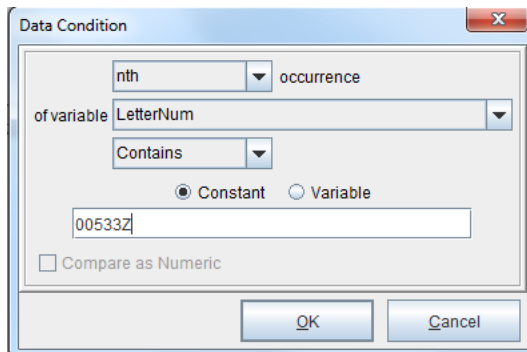 Data Condition
nth occurrence
of variable LetterNum
Contains
Constant Variable
00533Z
Compare as Numeric
OK Cancel